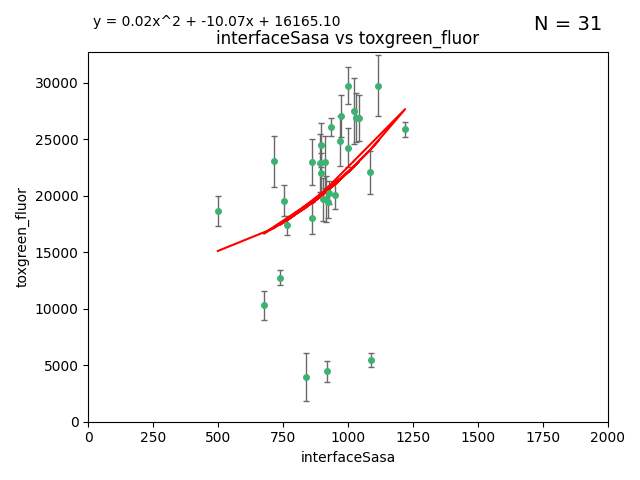 y = 0.02x^2 + -10.07x + 16165.10
N = 31
interfaceSasa vs toxgreen_fluor
30000
25000
20000
15000
10000
5000
0
toxgreen_fluor
0 250 500 750 1000 1250 1500 1750 2000
interfaceSasa